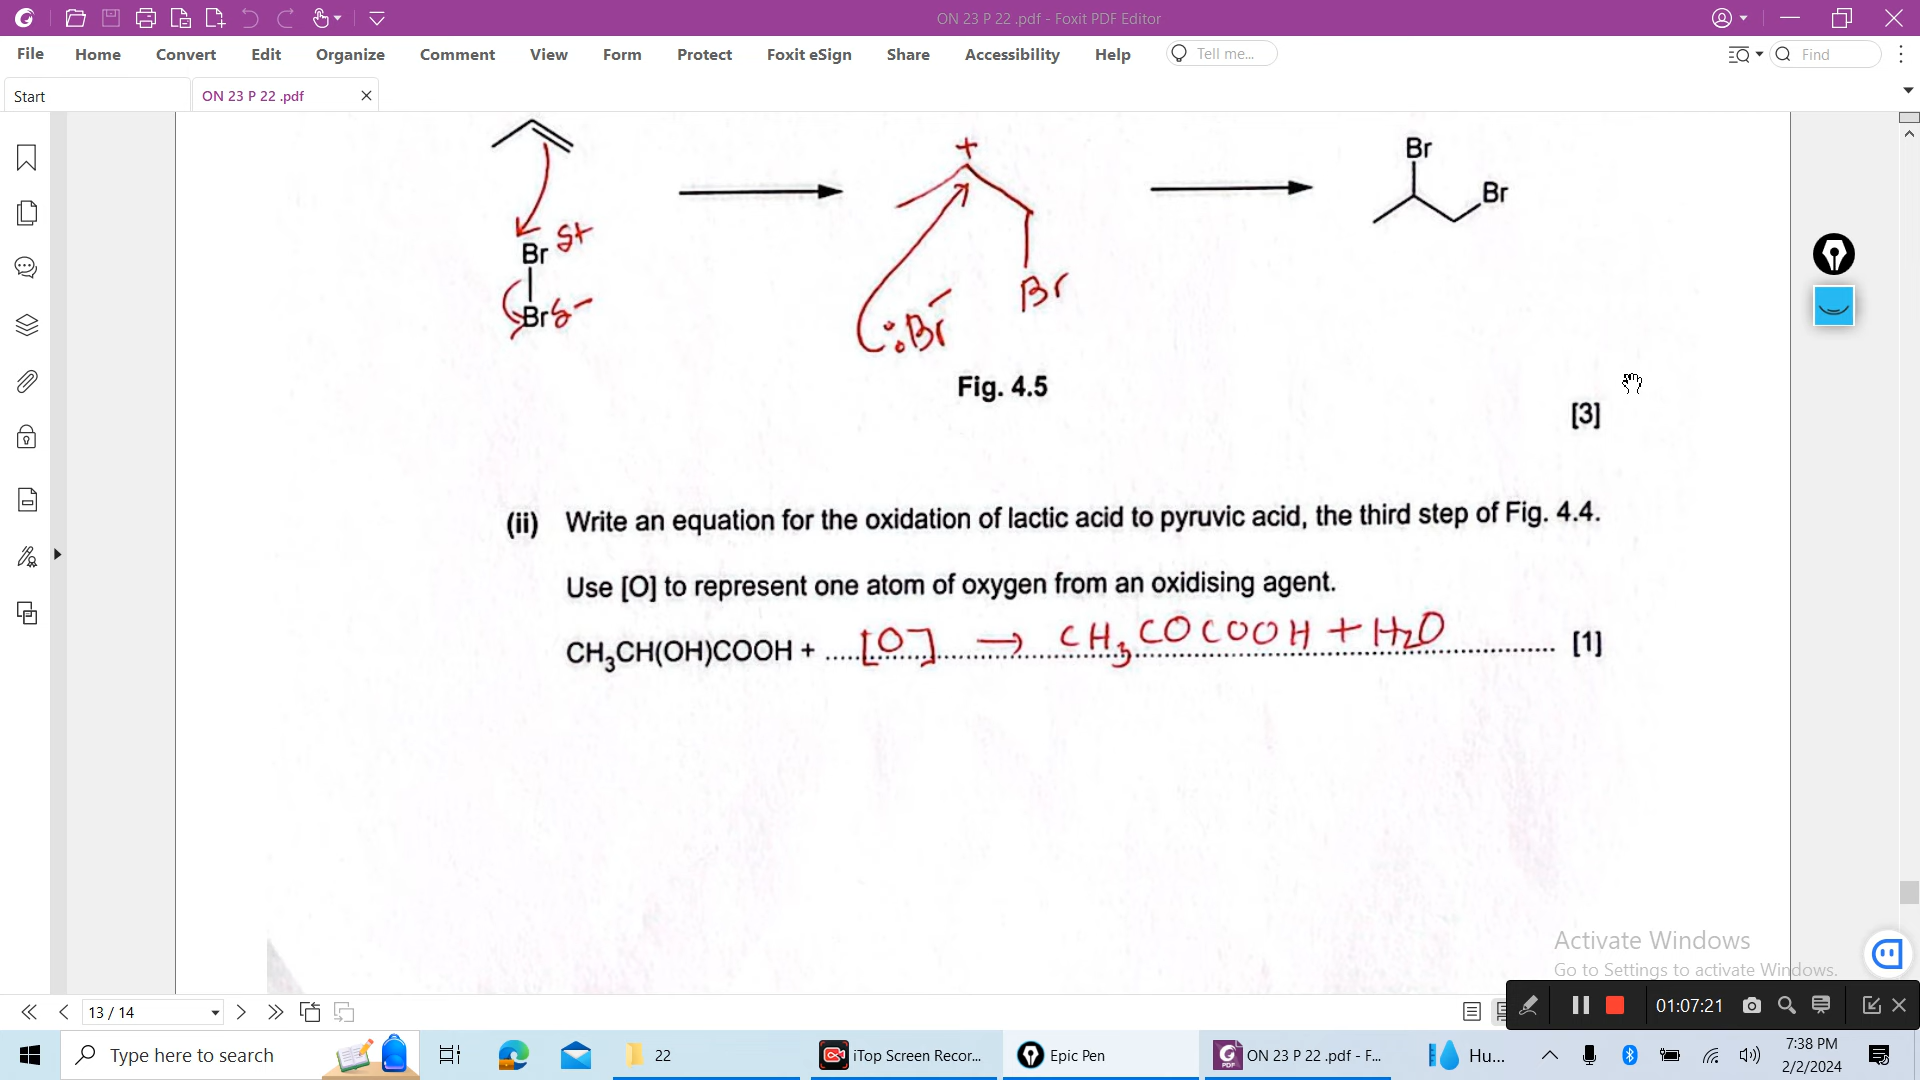 ON 23 P 22 .pdf - Foxit PDF Editor
File Home Convert Edit Organize Comment View Form Protect Foxit eSign Share Accessibility Help Tell me... Find
Start ON 23 P 22 .pdf
+
Br
Br
Br δ+
Br δ-
:Br-
Br
Fig. 4.5
[3]
(ii) Write an equation for the oxidation of lactic acid to pyruvic acid, the third step of Fig. 4.4.
Use [O] to represent one atom of oxygen from an oxidising agent.
CH3CH(OH)COOH + [O] → CH3COCOOH + H2O [1]
Activate Windows
Go to Settings to activate Windows.
13 / 14
01:07:21
Type here to search 22 iTop Screen Recor... Epic Pen ON 23 P 22 .pdf - F... Hu... 7:38 PM
2/2/2024